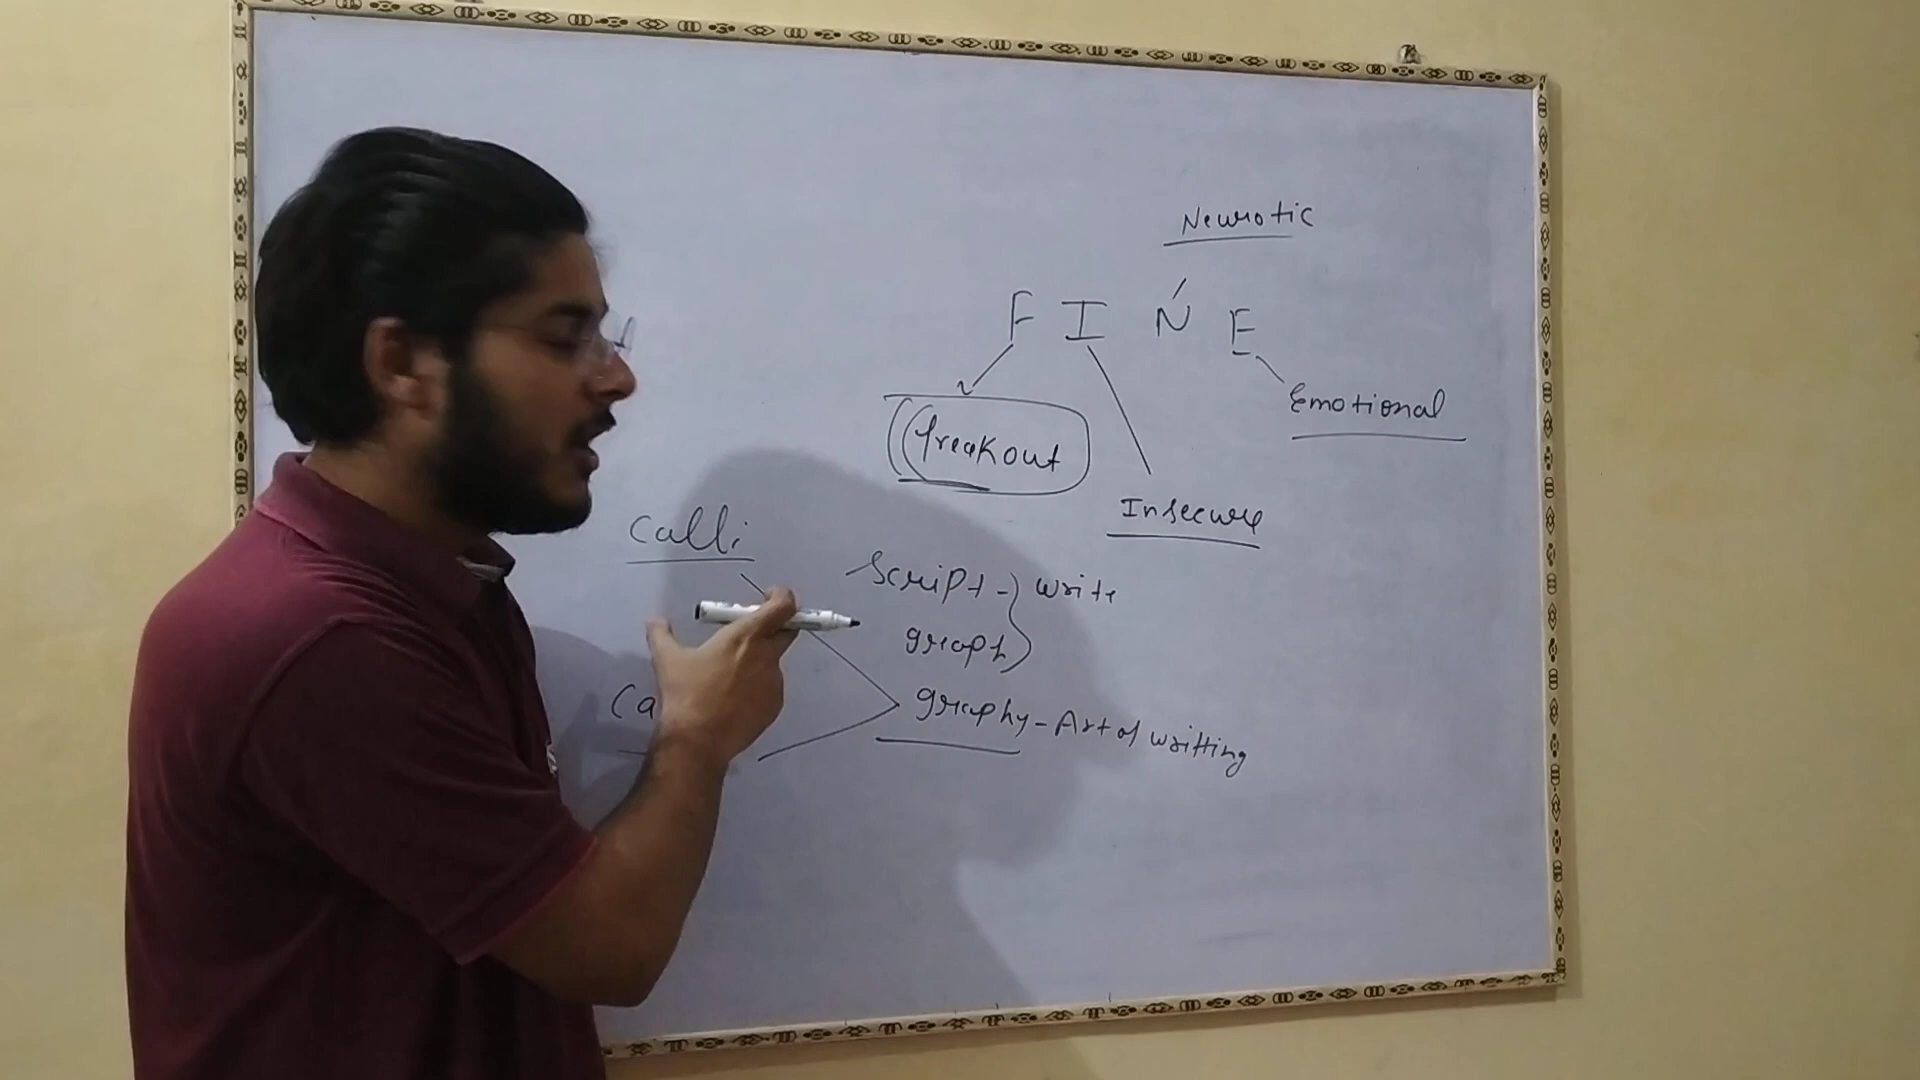 Neurotic
F I N E
Emotional
freakout
Insecure
Calli
Script - write
graph
graphy - Art of writting